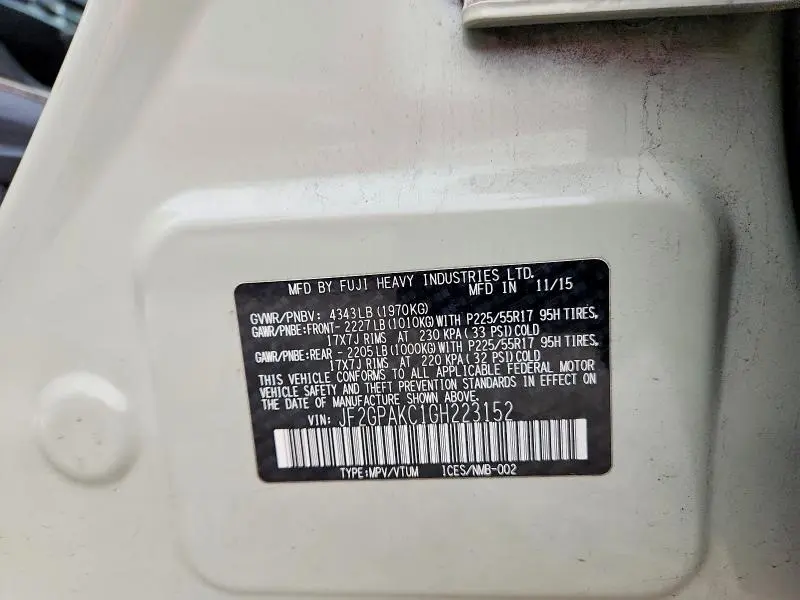 MFD BY FUJI HEAVY INDUSTRIES LTD.
MFD IN 11/15
GVWR/PNBV: 4343LB(1970KG)
GAWR/PNBE:FRONT- 2227LB(1010KG)WITH P225/55R17 95H TIRES,
17X7J RIMS AT 230 KPA(33 PSI)COLD
GAWR/PNBE:REAR - 2205LB(1000KG)WITH P225/55R17 95H TIRES,
17X7J RIMS AT 220 KPA(32 PSI)COLD
THIS VEHICLE CONFORMS TO ALL APPLICABLE FEDERAL MOTOR
VEHICLE SAFETY AND THEFT PREVENTION STANDARDS IN EFFECT ON
THE DATE OF MANUFACTURE SHOWN ABOVE.
VIN: JF2GPAKC1GH223152
TYPE:MPV/VTUM ICES/NMB-002